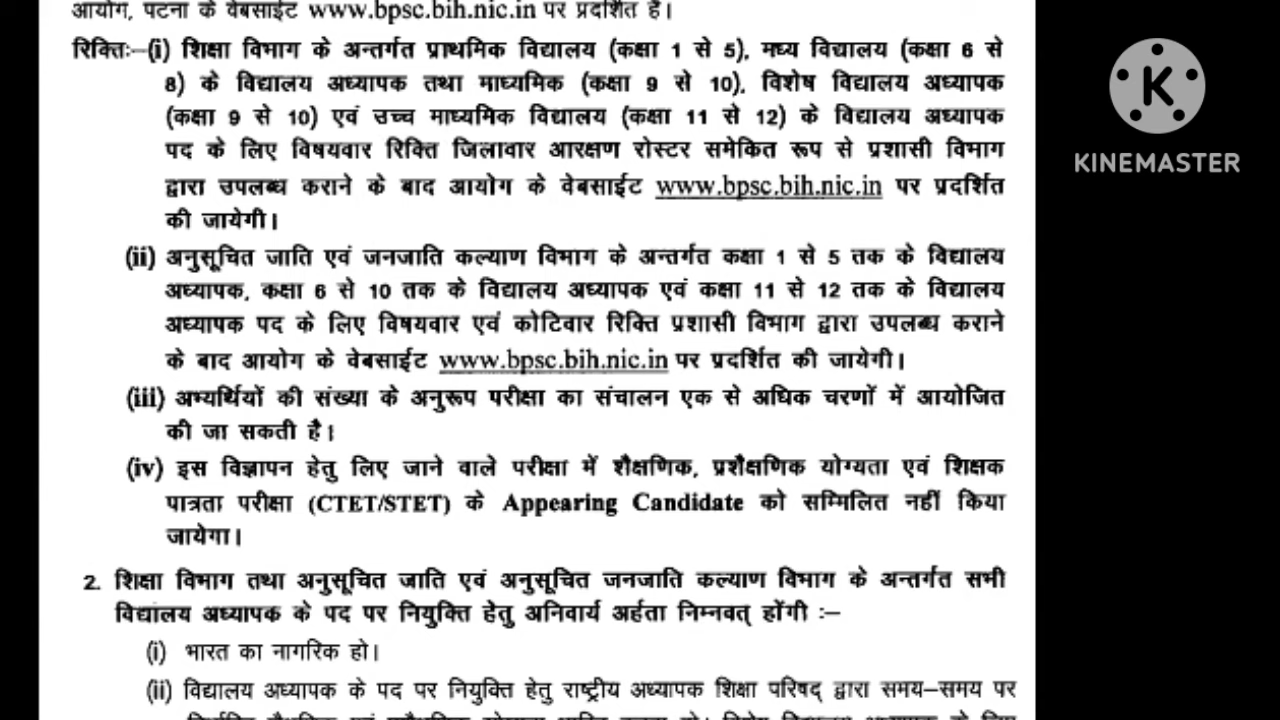 आयोग, पटना के वेबसाईट www.bpsc.bih.nic.in पर प्रदर्शित हैं।
रिक्तिः–(i) शिक्षा विभाग के अन्तर्गत प्राथमिक विद्यालय (कक्षा 1 से 5), मध्य विद्यालय (कक्षा 6 से
8) के विद्यालय अध्यापक तथा माध्यमिक (कक्षा 9 से 10), विशेष विद्यालय अध्यापक
(कक्षा 9 से 10) एवं उच्च माध्यमिक विद्यालय (कक्षा 11 से 12) के विद्यालय अध्यापक
पद के लिए विषयवार रिक्ति जिलावार आरक्षण रोस्टर समेकित रूप से प्रशासी विभाग
द्वारा उपलब्ध कराने के बाद आयोग के वेबसाईट www.bpsc.bih.nic.in पर प्रदर्शित
की जायेगी।
(ii) अनुसूचित जाति एवं जनजाति कल्याण विभाग के अन्तर्गत कक्षा 1 से 5 तक के विद्यालय
अध्यापक, कक्षा 6 से 10 तक के विद्यालय अध्यापक एवं कक्षा 11 से 12 तक के विद्यालय
अध्यापक पद के लिए विषयवार एवं कोटिवार रिक्ति प्रशासी विभाग द्वारा उपलब्ध कराने
के बाद आयोग के वेबसाईट www.bpsc.bih.nic.in पर प्रदर्शित की जायेगी।
(iii) अभ्यर्थियों की संख्या के अनुरूप परीक्षा का संचालन एक से अधिक चरणों में आयोजित
की जा सकती है।
(iv) इस विज्ञापन हेतु लिए जाने वाले परीक्षा में शैक्षणिक, प्रशैक्षणिक योग्यता एवं शिक्षक
पात्रता परीक्षा (CTET/STET) के Appearing Candidate को सम्मिलित नहीं किया
जायेगा।
2. शिक्षा विभाग तथा अनुसूचित जाति एवं अनुसूचित जनजाति कल्याण विभाग के अन्तर्गत सभी
विद्यालय अध्यापक के पद पर नियुक्ति हेतु अनिवार्य अर्हता निम्नवत् होंगी :–
(i) भारत का नागरिक हो।
(ii) विद्यालय अध्यापक के पद पर नियुक्ति हेतु राष्ट्रीय अध्यापक शिक्षा परिषद् द्वारा समय–समय पर
KINEMASTER